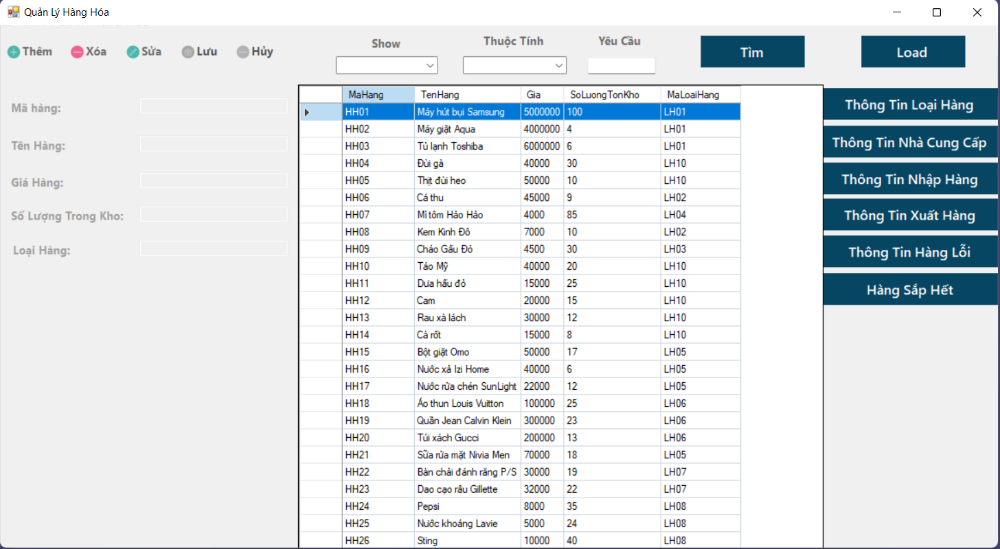 Quản Lý Hàng Hóa
Thêm Xóa Sửa Lưu Hủy
Show Thuộc Tính Yêu Cầu
Tìm Load
Mã hàng:
Tên Hàng:
Giá Hàng:
Số Lượng Trong Kho:
Loại Hàng:
MaHang TenHang Gia SoLuongTonKho MaLoaiHang
HH01 Máy hút bụi Samsung 5000000 100 LH01
HH02 Máy giặt Aqua 4000000 4 LH01
HH03 Tủ lạnh Toshiba 6000000 6 LH01
HH04 Đùi gà 40000 30 LH10
HH05 Thịt đùi heo 50000 10 LH10
HH06 Cá thu 45000 9 LH02
HH07 Mì tôm Hảo Hảo 4000 85 LH04
HH08 Kem Kinh Đô 7000 10 LH02
HH09 Cháo Gấu Đỏ 4500 30 LH03
HH10 Táo Mỹ 40000 20 LH10
HH11 Dưa hấu đỏ 15000 25 LH10
HH12 Cam 20000 15 LH10
HH13 Rau xà lách 30000 12 LH10
HH14 Cà rốt 15000 8 LH10
HH15 Bột giặt Omo 50000 17 LH05
HH16 Nước xả Izi Home 40000 6 LH05
HH17 Nước rửa chén SunLight 22000 12 LH05
HH18 Áo thun Louis Vuitton 100000 25 LH06
HH19 Quần Jean Calvin Klein 300000 23 LH06
HH20 Túi xách Gucci 200000 13 LH06
HH21 Sữa rửa mặt Nivia Men 70000 18 LH05
HH22 Bàn chải đánh răng P/S 30000 19 LH07
HH23 Dao cạo râu Gillette 32000 22 LH07
HH24 Pepsi 8000 35 LH08
HH25 Nước khoáng Lavie 5000 24 LH08
HH26 Sting 10000 40 LH08
Thông Tin Loại Hàng
Thông Tin Nhà Cung Cấp
Thông Tin Nhập Hàng
Thông Tin Xuất Hàng
Thông Tin Hàng Lỗi
Hàng Sắp Hết